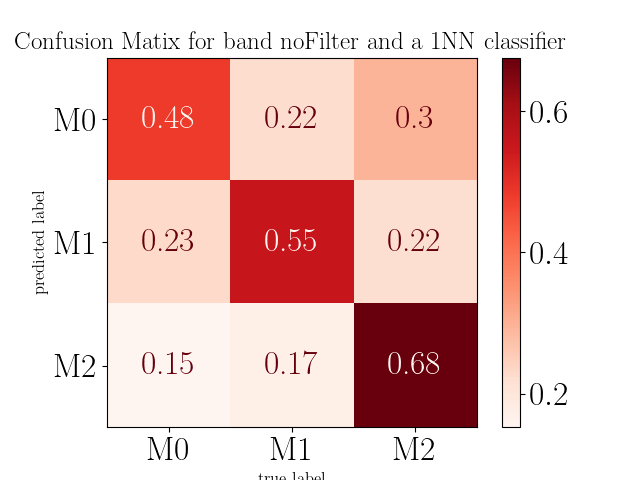 Confusion Matix for band noFilter and a 1NN classifier
M0 0.48 0.22 0.3
M1 0.23 0.55 0.22
M2 0.15 0.17 0.68
M0 M1 M2
predicted label
true label
0.6
0.4
0.2